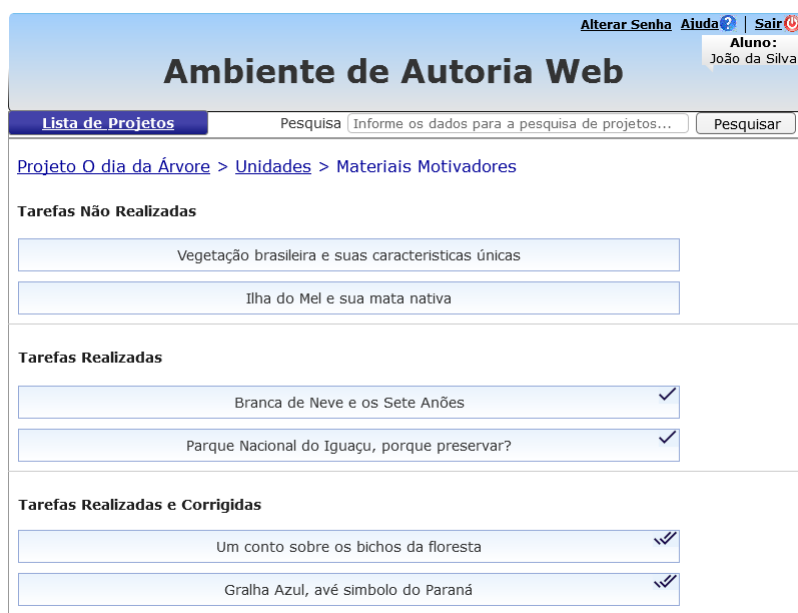 Alterar Senha Ajuda | Sair
Aluno:
João da Silva
Ambiente de Autoria Web
Lista de Projetos Pesquisa Informe os dados para a pesquisa de projetos... Pesquisar
Projeto O dia da Árvore > Unidades > Materiais Motivadores
Tarefas Não Realizadas
Vegetação brasileira e suas caracteristicas únicas
Ilha do Mel e sua mata nativa
Tarefas Realizadas
Branca de Neve e os Sete Anões
Parque Nacional do Iguaçu, porque preservar?
Tarefas Realizadas e Corrigidas
Um conto sobre os bichos da floresta
Gralha Azul, avé simbolo do Paraná